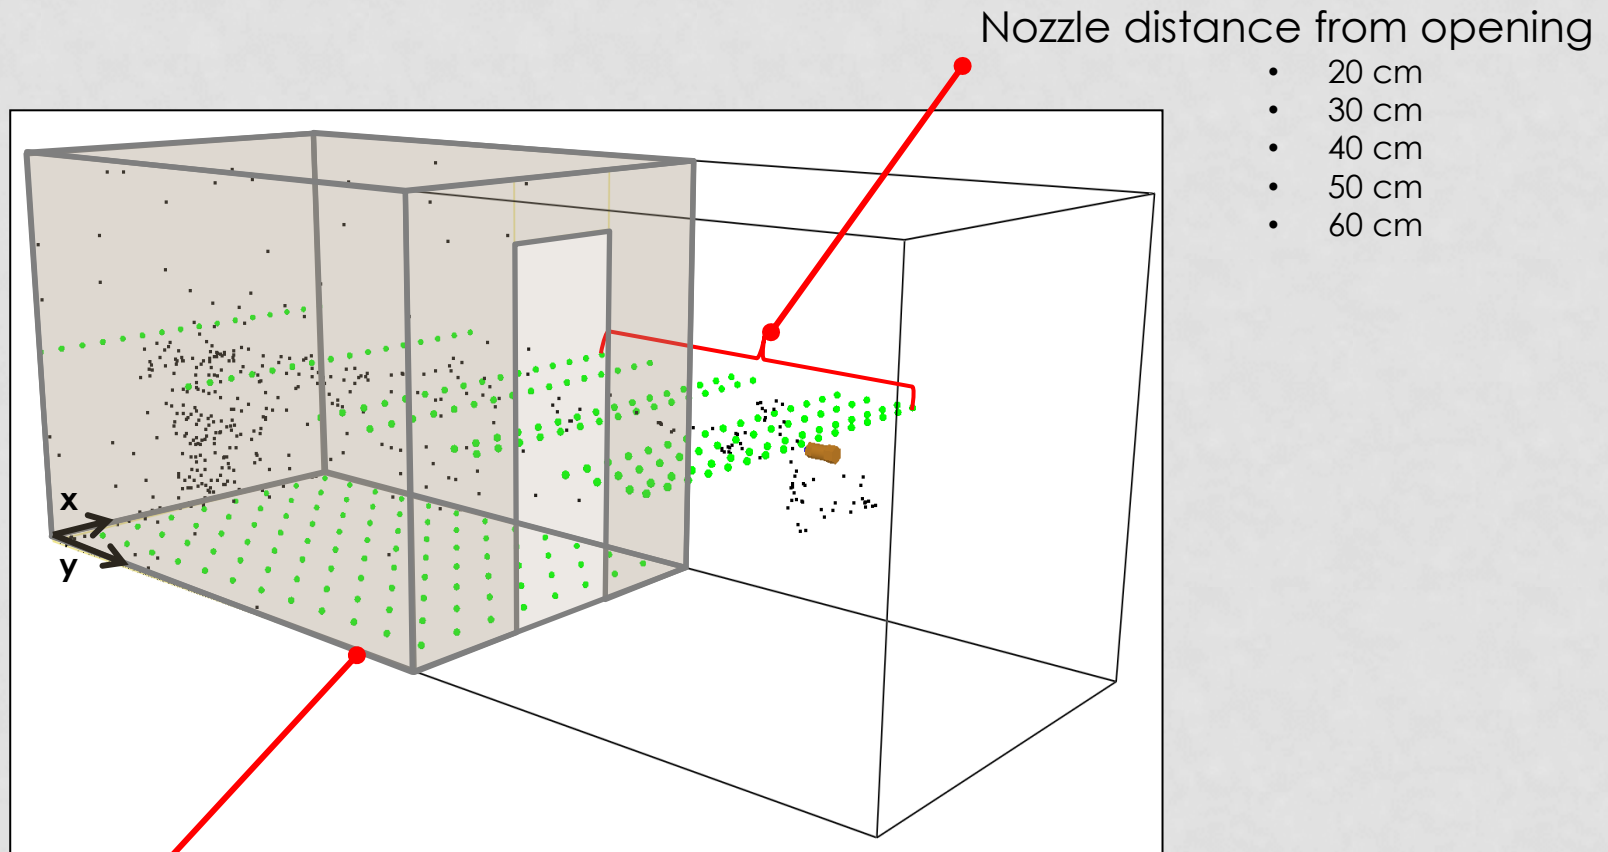 Nozzle distance from opening
• 20 cm
• 30 cm
• 40 cm
• 50 cm
• 60 cm
x
y